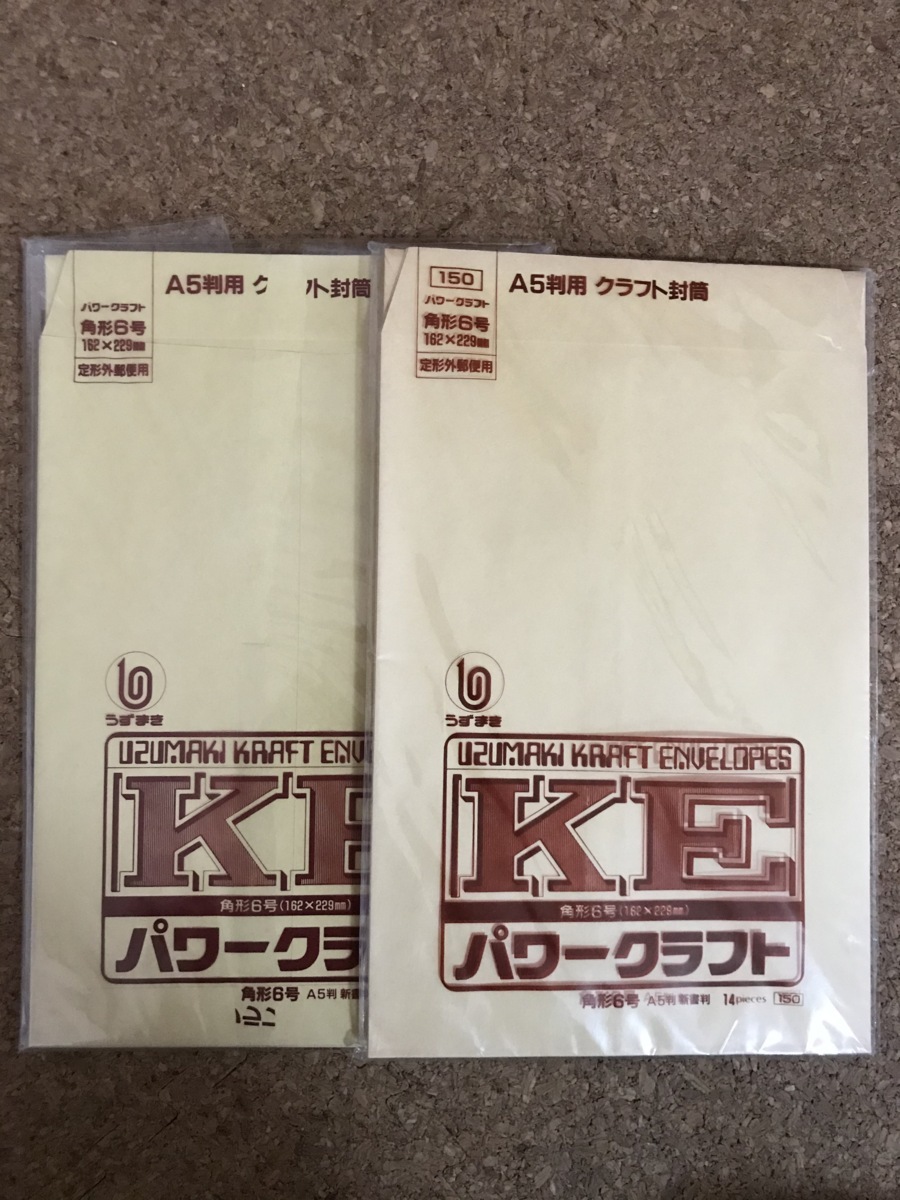 A5判用 ク ト封筒
パワークラフト
角形6号
162×229㎜
定形外郵便用
うずまき
UZUMAKI KRAFT ENV
KE
角形6号(162×229㎜)
パワークラ
角形6号 A5判 新書
150
A5判用 クラフト封筒
パワークラフト
角形6号
162×229㎜
定形外郵便用
うずまき
UZUMAKI KRAFT ENVELOPES
KE
角形6号(162×229㎜)
パワークラフト
角形6号 A5判 新書判 14pieces 150